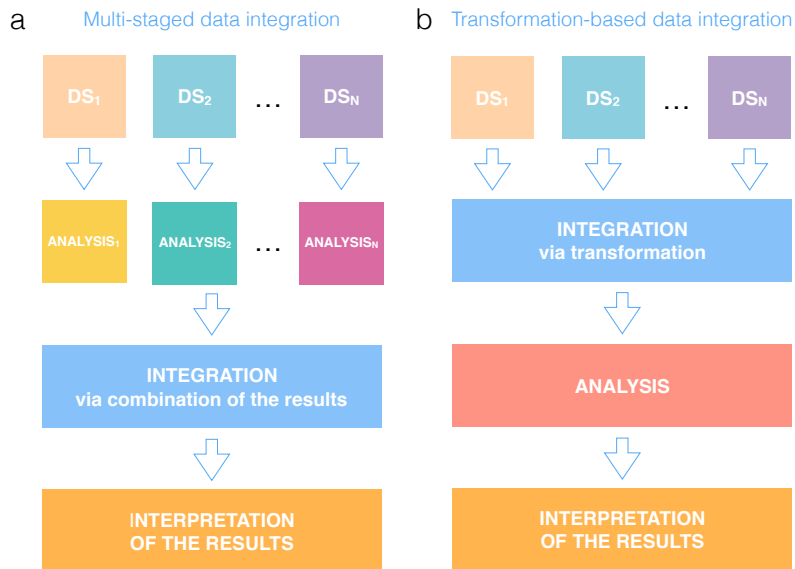 a
Multi-staged data integration
DS₁
DS₂
...
DSN
ANALYSIS₁
ANALYSIS₂
...
ANALYSISN
INTEGRATION
via combination of the results
INTERPRETATION
OF THE RESULTS
b
Transformation-based data integration
DS₁
DS₂
...
DSN
INTEGRATION
via transformation
ANALYSIS
INTERPRETATION
OF THE RESULTS